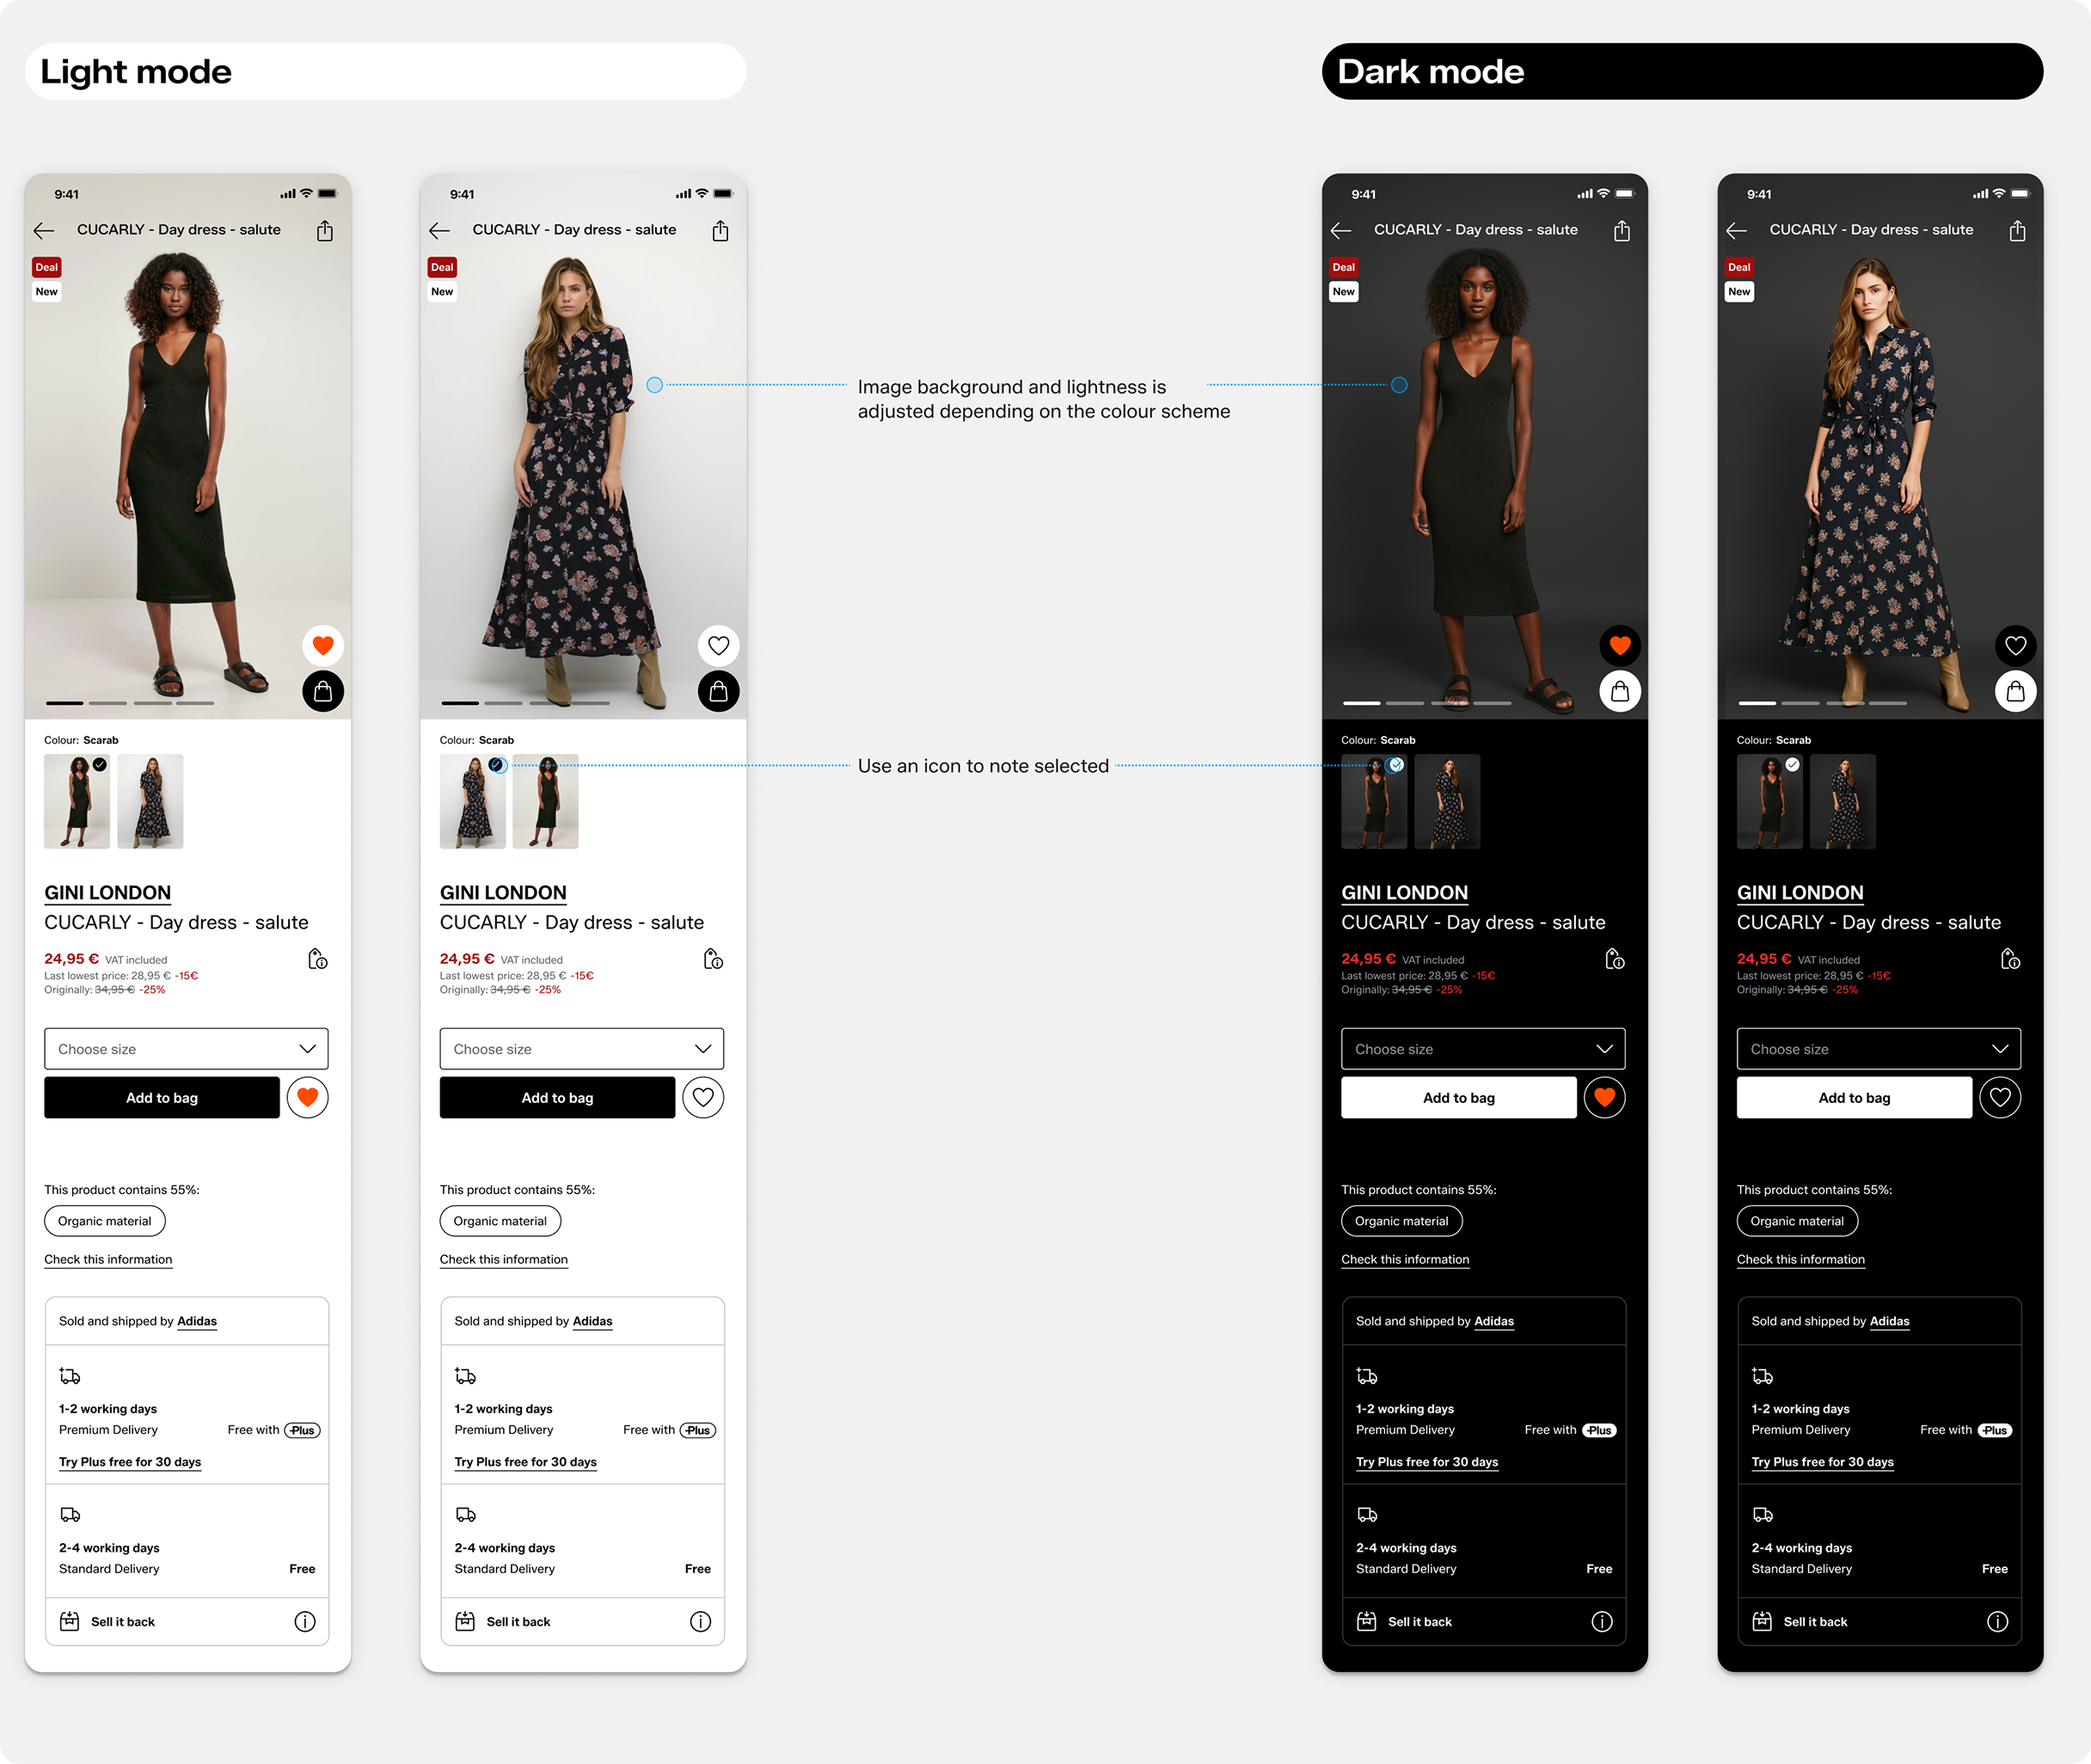 Light mode
Dark mode
9:41
CUCARLY - Day dress - salute
Deal
New
Colour: Scarab
GINI LONDON
CUCARLY - Day dress - salute
24,95 € VAT included
Last lowest price: 28,95 € -15€
Originally: 34,95 € -25%
Choose size
Add to bag
This product contains 55%:
Organic material
Check this information
Sold and shipped by Adidas
1-2 working days
Premium Delivery
Free with Plus
Try Plus free for 30 days
2-4 working days
Standard Delivery
Free
Sell it back
9:41
CUCARLY - Day dress - salute
Deal
New
Colour: Scarab
GINI LONDON
CUCARLY - Day dress - salute
24,95 € VAT included
Last lowest price: 28,95 € -15€
Originally: 34,95 € -25%
Choose size
Add to bag
This product contains 55%:
Organic material
Check this information
Sold and shipped by Adidas
1-2 working days
Premium Delivery
Free with Plus
Try Plus free for 30 days
2-4 working days
Standard Delivery
Free
Sell it back
Image background and lightness is
adjusted depending on the colour scheme
Use an icon to note selected
9:41
CUCARLY - Day dress - salute
Deal
New
Colour: Scarab
GINI LONDON
CUCARLY - Day dress - salute
24,95 € VAT included
Last lowest price: 28,95 € -15€
Originally: 34,95 € -25%
Choose size
Add to bag
This product contains 55%:
Organic material
Check this information
Sold and shipped by Adidas
1-2 working days
Premium Delivery
Free with Plus
Try Plus free for 30 days
2-4 working days
Standard Delivery
Free
Sell it back
9:41
CUCARLY - Day dress - salute
Deal
New
Colour: Scarab
GINI LONDON
CUCARLY - Day dress - salute
24,95 € VAT included
Last lowest price: 28,95 € -15€
Originally: 34,95 € -25%
Choose size
Add to bag
This product contains 55%:
Organic material
Check this information
Sold and shipped by Adidas
1-2 working days
Premium Delivery
Free with Plus
Try Plus free for 30 days
2-4 working days
Standard Delivery
Free
Sell it back